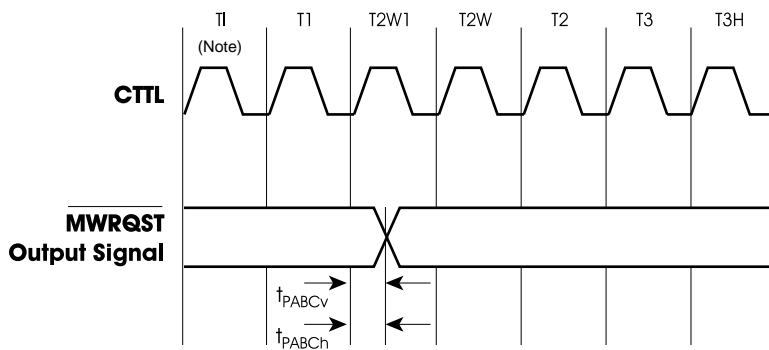 TI T1 T2W1 T2W T2 T3 T3H
(Note)
CTTL
MWRQST
Output Signal
tPABCv
tPABCh